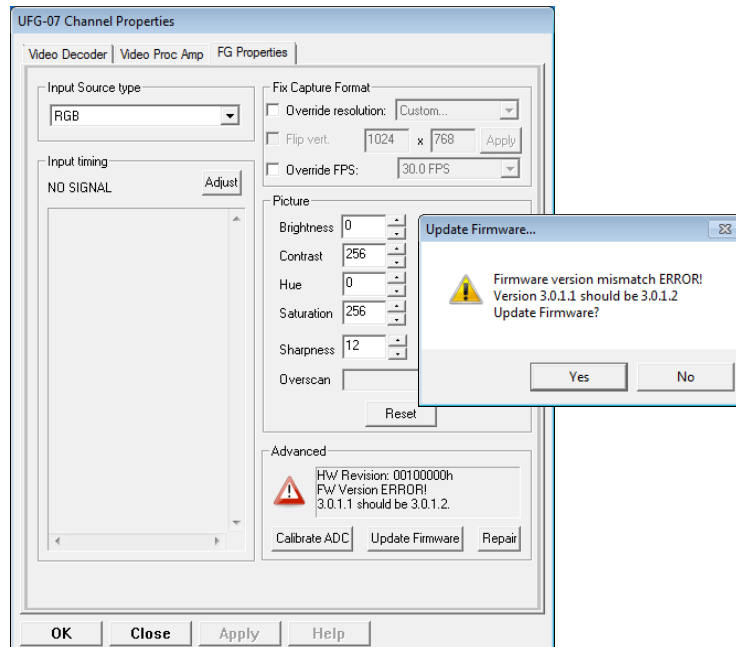 UFG-07 Channel Properties
Video Decoder
Video Proc Amp
FG Properties
Input Source type
RGB
Input timing
NO SIGNAL
Adjust
Fix Capture Format
Override resolution:
Custom...
Flip vert.
1024
x
768
Apply
Override FPS:
30.0 FPS
Picture
Brightness
0
Contrast
256
Hue
0
Saturation
256
Sharpness
12
Overscan
Reset
Advanced
HW Revision: 00100000h
FW Version ERROR!
3.0.1.1 should be 3.0.1.2.
Calibrate ADC
Update Firmware
Repair
OK
Close
Apply
Help
Update Firmware...
Firmware version mismatch ERROR!
Version 3.0.1.1 should be 3.0.1.2
Update Firmware?
Yes
No